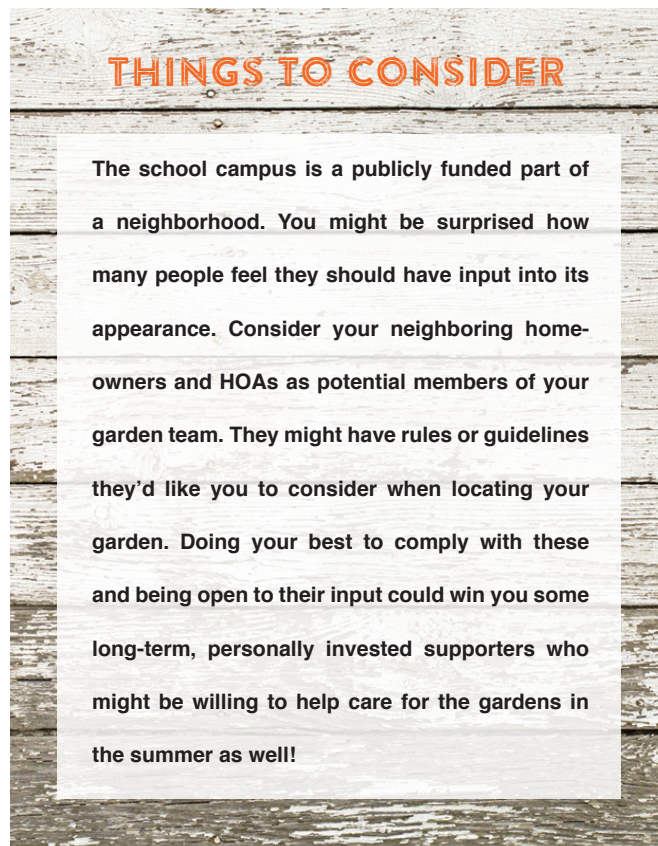 THINGS TO CONSIDER
The school campus is a publicly funded part of
a neighborhood. You might be surprised how
many people feel they should have input into its
appearance. Consider your neighboring home-
owners and HOAs as potential members of your
garden team. They might have rules or guidelines
they’d like you to consider when locating your
garden. Doing your best to comply with these
and being open to their input could win you some
long-term, personally invested supporters who
might be willing to help care for the gardens in
the summer as well!